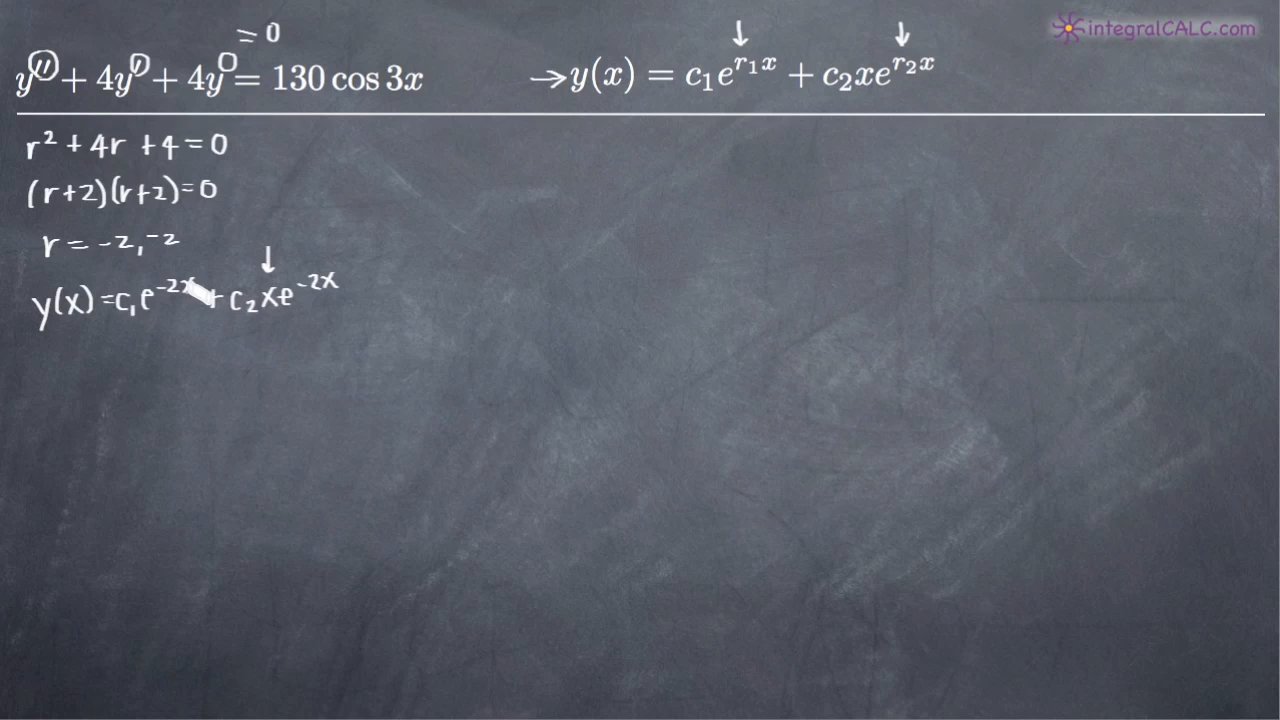 = 0
y'' + 4y' + 4y = 130 cos 3x
→ y(x) = c₁e^{r₁x} + c₂xe^{r₂x}
integralCALC.com
r² + 4r + 4 = 0
(r+2)(r+2) = 0
r = -2, -2
y(x) = c₁e^{-2x} + c₂xe^{-2x}